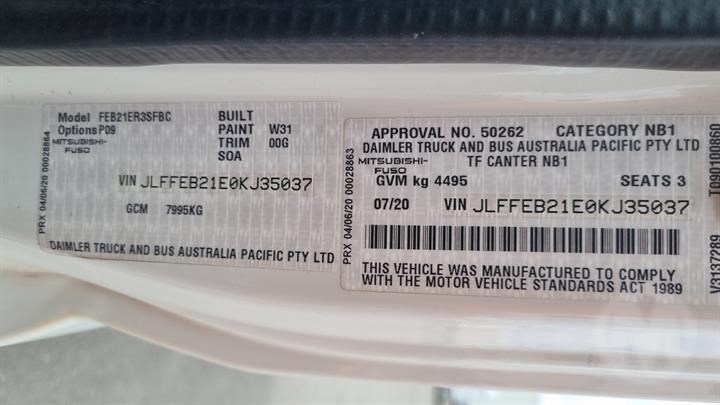 Model FEB21ER3SFBC
Options P09
MITSUBISHI-
FUSO
BUILT
PAINT W31
TRIM 00G
SOA
VIN JLFFEB21E0KJ35037
GCM 7995KG
DAIMLER TRUCK AND BUS AUSTRALIA PACIFIC PTY LTD
PRX 04/06/20 00028864
APPROVAL NO. 50262 CATEGORY NB1
DAIMLER TRUCK AND BUS AUSTRALIA PACIFIC PTY LTD
MITSUBISHI-
FUSO
TF CANTER NB1
GVM kg 4495 SEATS 3
07/20 VIN JLFFEB21E0KJ35037
THIS VEHICLE WAS MANUFACTURED TO COMPLY
WITH THE MOTOR VEHICLE STANDARDS ACT 1989
PRX 04/06/20 00028863
T090100860
V3137289